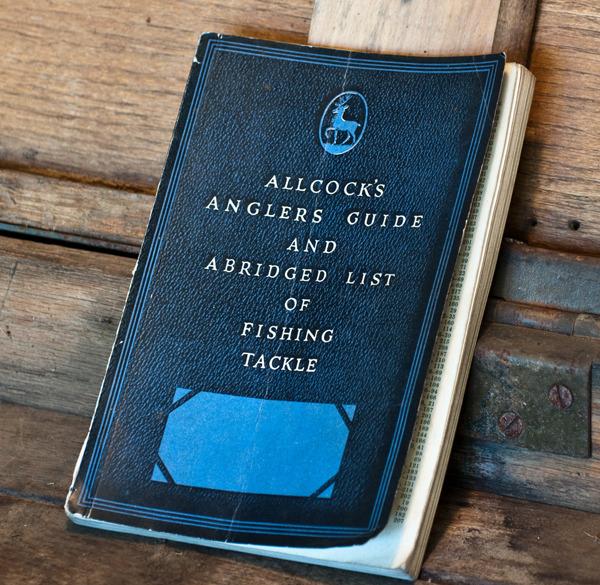 ALLCOCK'S
ANGLERS GUIDE
AND
ABRIDGED LIST
OF
FISHING
TACKLE